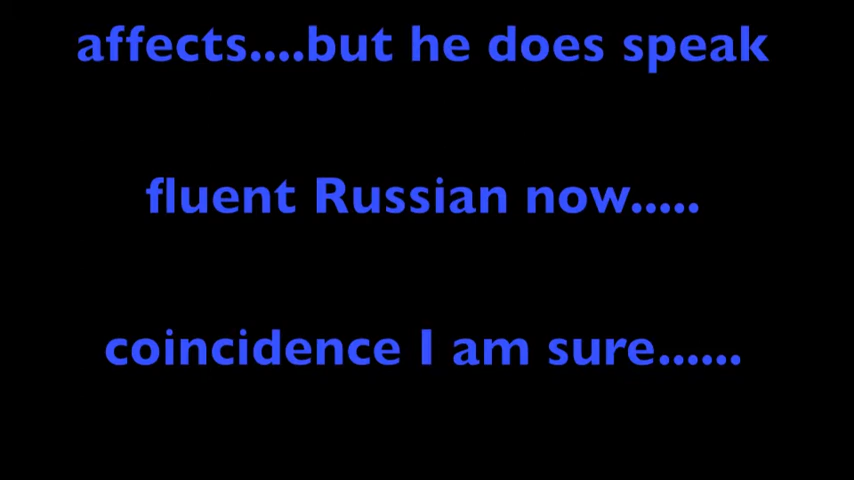 affects....but he does speak
fluent Russian now.....
coincidence I am sure......